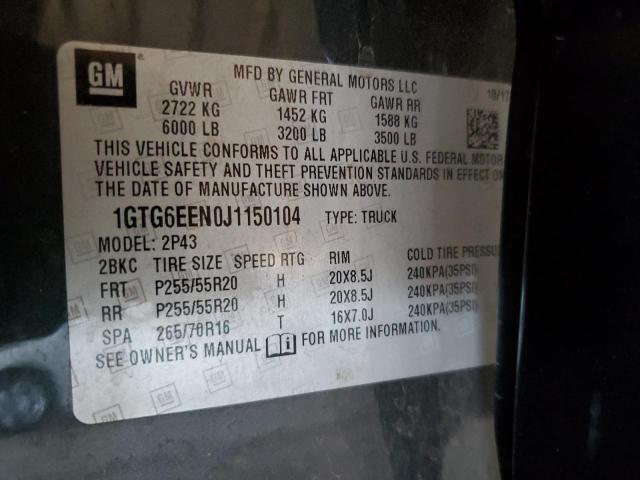 GM
MFD BY GENERAL MOTORS LLC
10/17
GVWR GAWR FRT GAWR RR
2722 KG 1452 KG 1588 KG
6000 LB 3200 LB 3500 LB
THIS VEHICLE CONFORMS TO ALL APPLICABLE U.S. FEDERAL MOTOR
VEHICLE SAFETY AND THEFT PREVENTION STANDARDS IN EFFECT
THE DATE OF MANUFACTURE SHOWN ABOVE.
1GTG6EEN0J1150104 TYPE: TRUCK
MODEL: 2P43
2BKC TIRE SIZE SPEED RTG RIM COLD TIRE PRESSU
FRT P255/55R20 H 20X8.5J 240KPA(35PSI)
RR P255/55R20 H 20X8.5J 240KPA(35PSI)
SPA 265/70R16 T 16X7.0J 240KPA(35PSI)
SEE OWNER'S MANUAL FOR MORE INFORMATION.